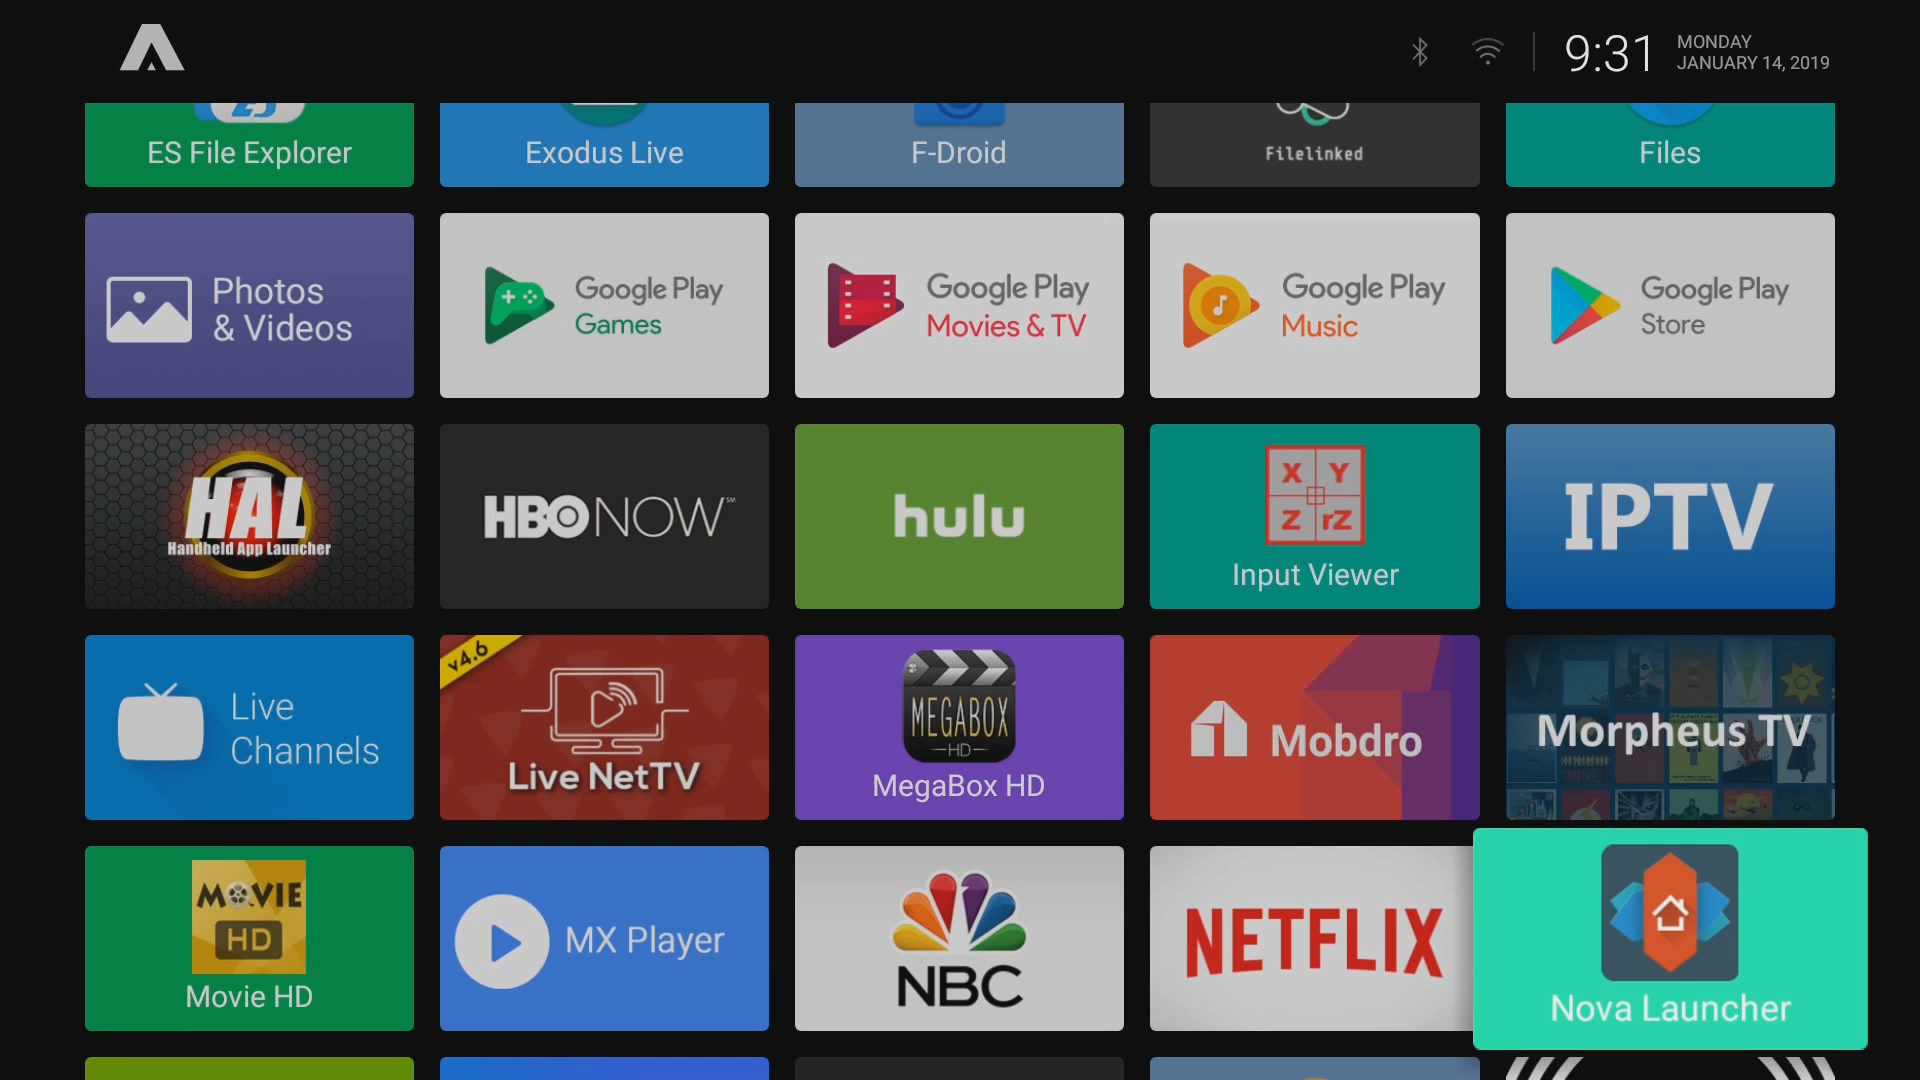 9:31
MONDAY
JANUARY 14, 2019
ES File Explorer
Exodus Live
F-Droid
Filelinked
Files
Photos
& Videos
Google Play
Games
Google Play
Movies & TV
Google Play
Music
Google Play
Store
HAL
Handheld App Launcher
HBO NOW℠
hulu
X Y
Z rZ
Input Viewer
IPTV
Live
Channels
v4.6
Live NetTV
MEGABOX
HD
MegaBox HD
Mobdro
Morpheus TV
MOVIE
HD
Movie HD
MX Player
NBC
NETFLIX
Nova Launcher